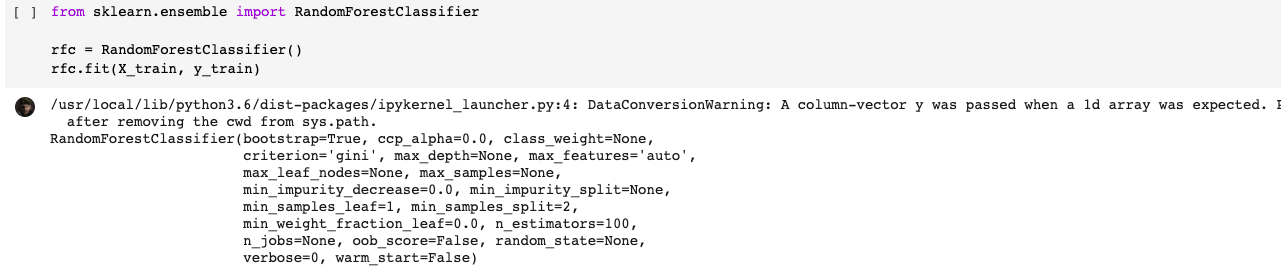 [ ] from sklearn.ensemble import RandomForestClassifier
rfc = RandomForestClassifier()
rfc.fit(X_train, y_train)
/usr/local/lib/python3.6/dist-packages/ipykernel_launcher.py:4: DataConversionWarning: A column-vector y was passed when a 1d array was expected.
after removing the cwd from sys.path.
RandomForestClassifier(bootstrap=True, ccp_alpha=0.0, class_weight=None,
criterion='gini', max_depth=None, max_features='auto',
max_leaf_nodes=None, max_samples=None,
min_impurity_decrease=0.0, min_impurity_split=None,
min_samples_leaf=1, min_samples_split=2,
min_weight_fraction_leaf=0.0, n_estimators=100,
n_jobs=None, oob_score=False, random_state=None,
verbose=0, warm_start=False)